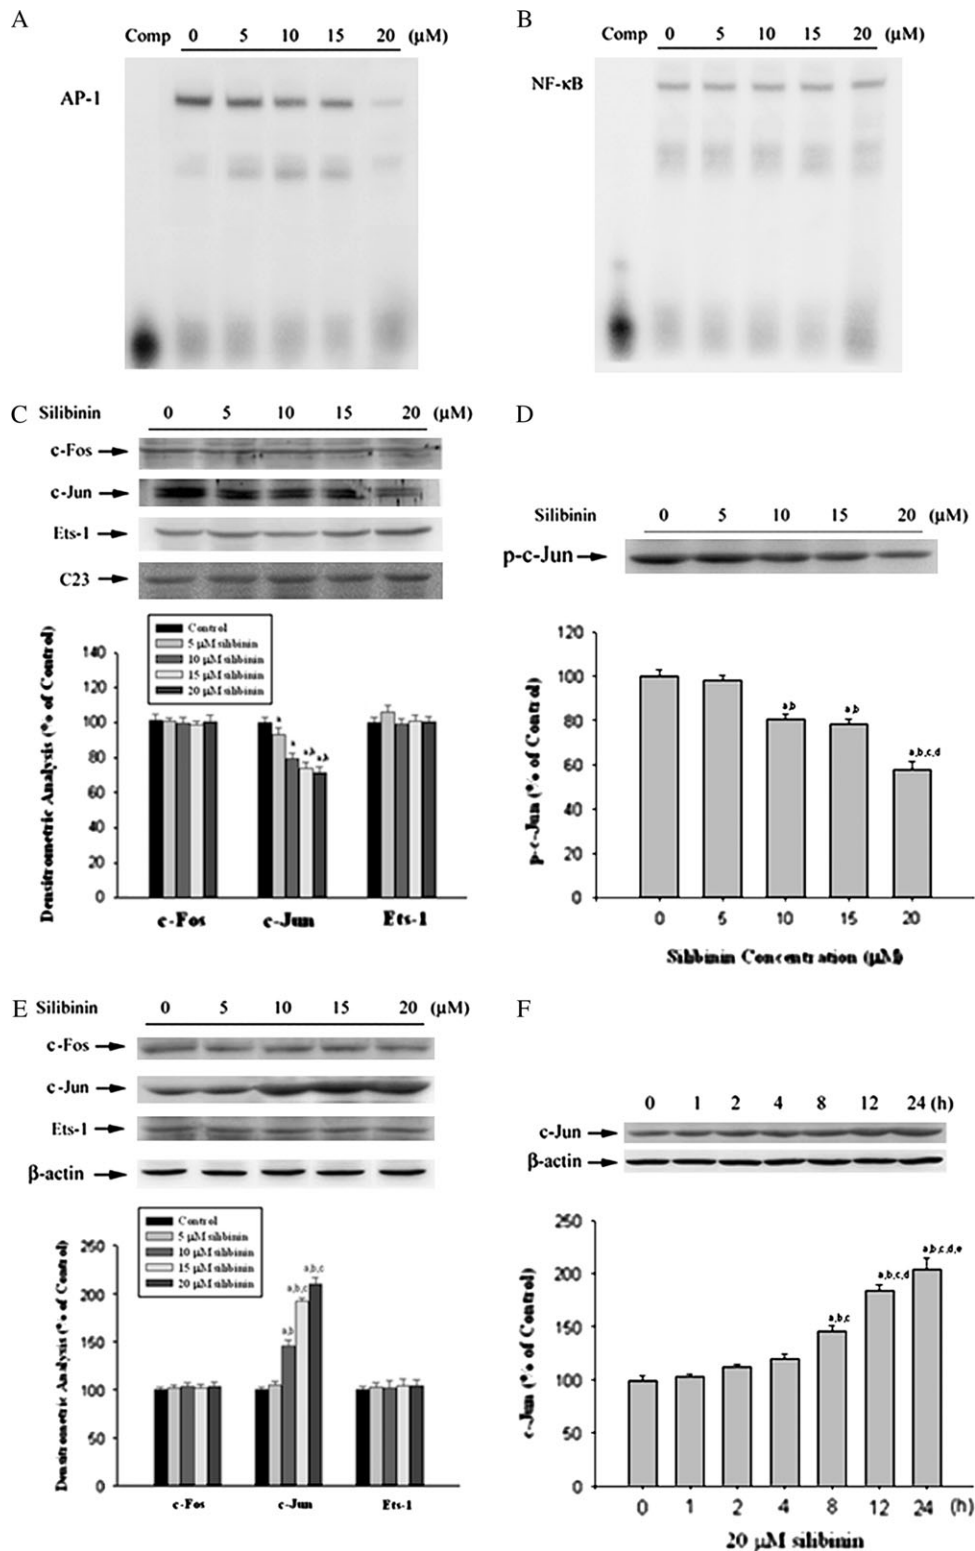 A
Comp 0 5 10 15 20 (μM)
AP-1
B
Comp 0 5 10 15 20 (μM)
NF-κB
C Silibinin 0 5 10 15 20 (μM)
c-Fos
c-Jun
Ets-1
C23
Control
5 μM silibinin
10 μM silibinin
15 μM silibinin
20 μM silibinin
Densitrometric Analysis (% of Control)
140
120
100
80
60
40
20
0
a
a
a,b
a,b
c-Fos c-Jun Ets-1
D
Silibinin 0 5 10 15 20 (μM)
p-c-Jun
p-c-Jun (% of Control)
120
100
80
60
40
20
0
a,b
a,b
a,b,c,d
0 5 10 15 20
Silibinin Concentration (μM)
E Silibinin 0 5 10 15 20 (μM)
c-Fos
c-Jun
Ets-1
β-actin
Control
5 μM silibinin
10 μM silibinin
15 μM silibinin
20 μM silibinin
Densitrometric Analysis (% of Control)
250
200
150
100
50
0
a,b
a,b,c
a,b,c
c-Fos c-Jun Ets-1
F
0 1 2 4 8 12 24 (h)
c-Jun
β-actin
c-Jun (% of Control)
250
200
150
100
50
0
a,b,c
a,b,c,d
a,b,c,d,e
0 1 2 4 8 12 24 (h)
20 μM silibinin